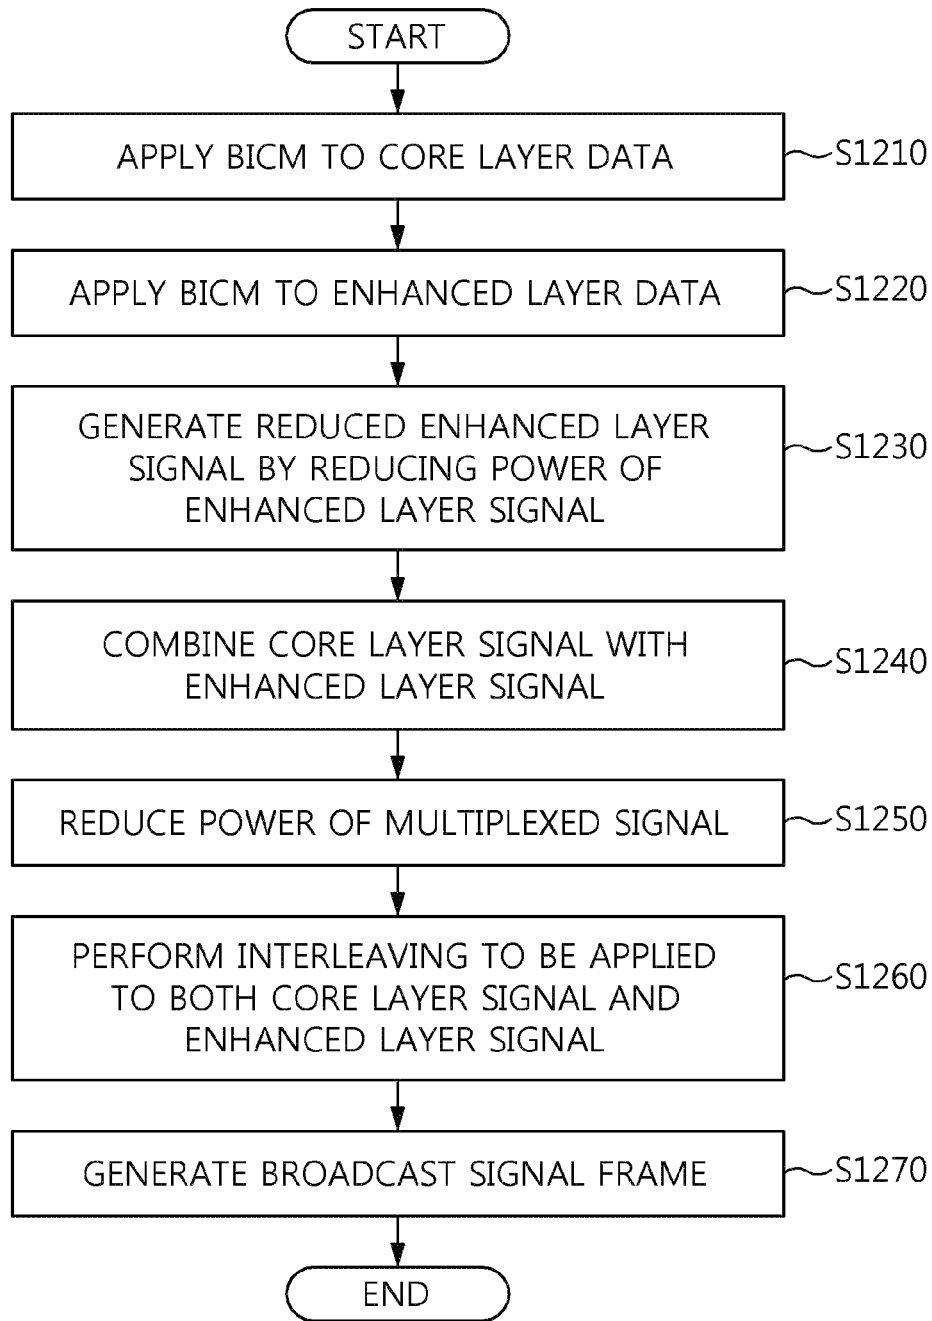 START
APPLY BICM TO CORE LAYER DATA
S1210
APPLY BICM TO ENHANCED LAYER DATA
S1220
GENERATE REDUCED ENHANCED LAYER
SIGNAL BY REDUCING POWER OF
ENHANCED LAYER SIGNAL
S1230
COMBINE CORE LAYER SIGNAL WITH
ENHANCED LAYER SIGNAL
S1240
REDUCE POWER OF MULTIPLEXED SIGNAL
S1250
PERFORM INTERLEAVING TO BE APPLIED
TO BOTH CORE LAYER SIGNAL AND
ENHANCED LAYER SIGNAL
S1260
GENERATE BROADCAST SIGNAL FRAME
S1270
END